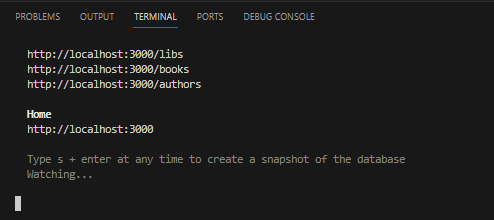 PROBLEMS OUTPUT TERMINAL PORTS DEBUG CONSOLE
http://localhost:3000/libs
http://localhost:3000/books
http://localhost:3000/authors
Home
http://localhost:3000
Type s + enter at any time to create a snapshot of the database
Watching...